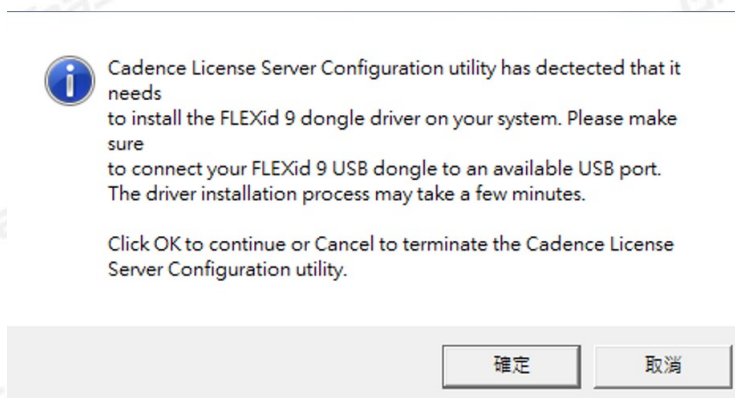 Cadence License Server Configuration utility has dectected that it
needs
to install the FLEXid 9 dongle driver on your system. Please make
sure
to connect your FLEXid 9 USB dongle to an available USB port.
The driver installation process may take a few minutes.
Click OK to continue or Cancel to terminate the Cadence License
Server Configuration utility.
確定
取消